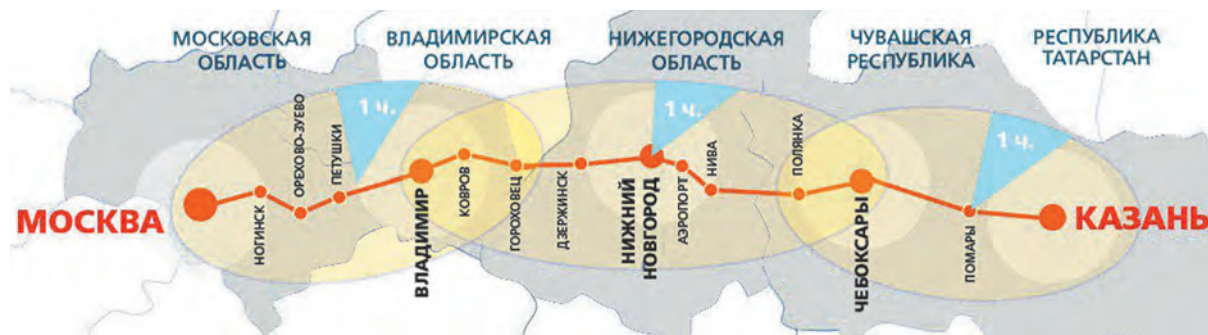 МОСКОВСКАЯ
ОБЛАСТЬ
ВЛАДИМИРСКАЯ
ОБЛАСТЬ
НИЖЕГОРОДСКАЯ
ОБЛАСТЬ
ЧУВАШСКАЯ
РЕСПУБЛИКА
РЕСПУБЛИКА
ТАТАРСТАН
1 ч.
1 ч.
1 ч.
МОСКВА
НОГИНСК
ОРЕХОВО-ЗУЕВО
ПЕТУШКИ
ВЛАДИМИР
КОВРОВ
ГОРОХОВЕЦ
ДЗЕРЖИНСК
НИЖНИЙ
НОВГОРОД
АЭРОПОРТ
НИВА
ПОЛЯНКА
ЧЕБОКСАРЫ
ПОМАРЫ
КАЗАНЬ